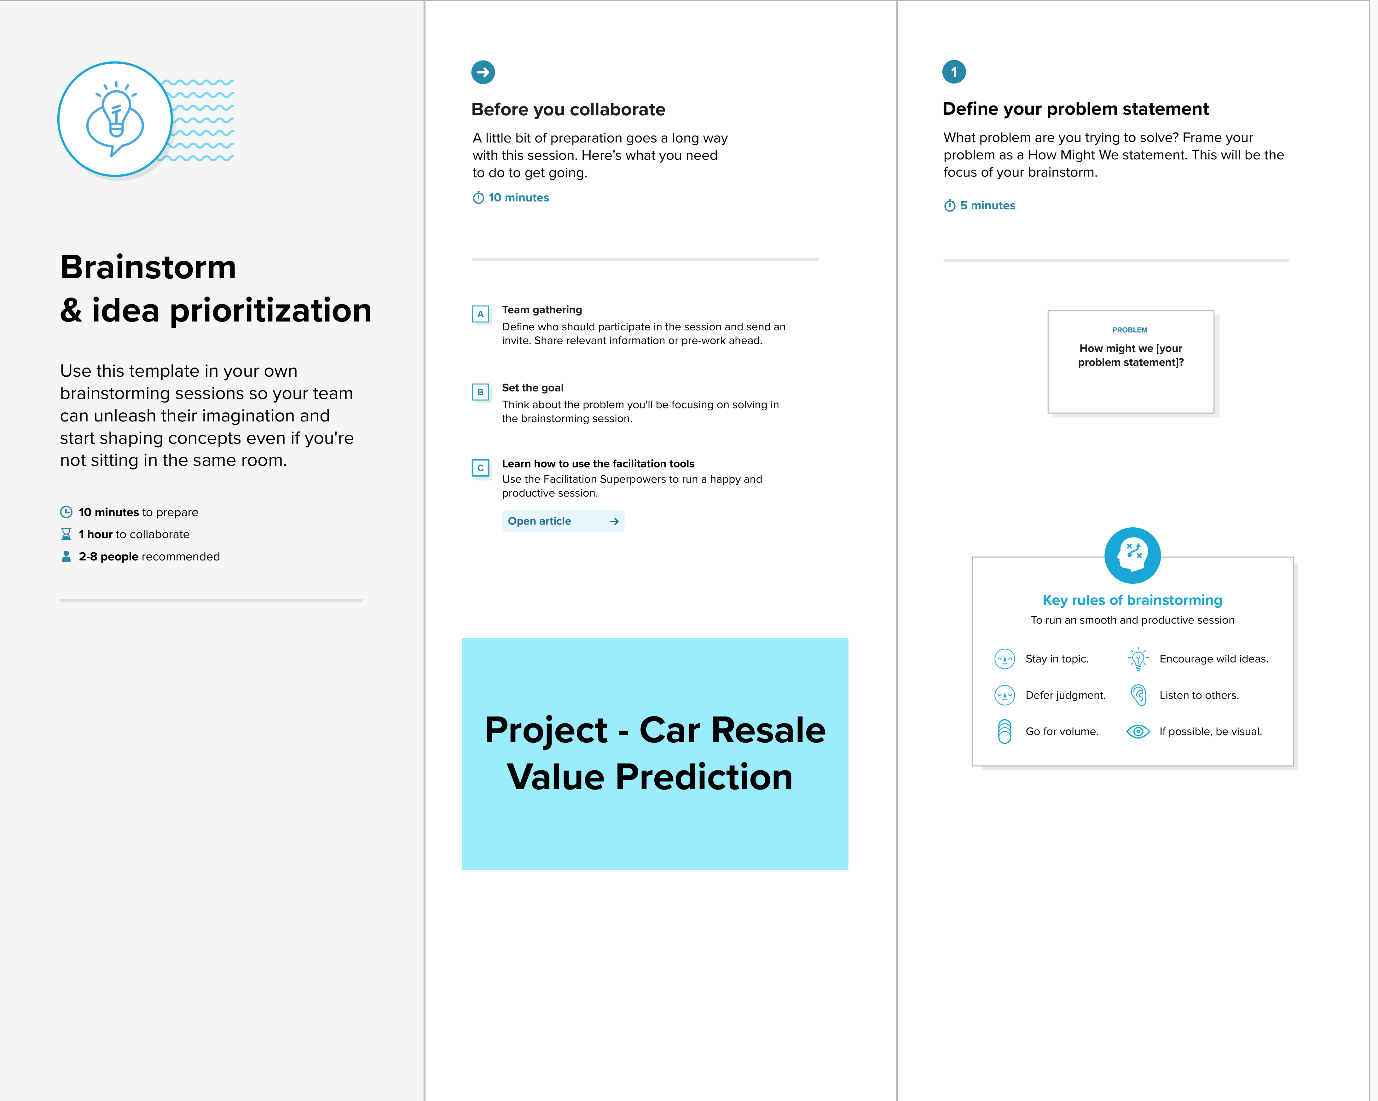 Brainstorm
& idea prioritization
Use this template in your own
brainstorming sessions so your team
can unleash their imagination and
start shaping concepts even if you're
not sitting in the same room.
10 minutes to prepare
1 hour to collaborate
2-8 people recommended
Before you collaborate
A little bit of preparation goes a long way
with this session. Here's what you need
to do to get going.
10 minutes
A
Team gathering
Define who should participate in the session and send an
invite. Share relevant information or pre-work ahead.
B
Set the goal
Think about the problem you'll be focusing on solving in
the brainstorming session.
C
Learn how to use the facilitation tools
Use the Facilitation Superpowers to run a happy and
productive session.
Open article
Project - Car Resale
Value Prediction
1
Define your problem statement
What problem are you trying to solve? Frame your
problem as a How Might We statement. This will be the
focus of your brainstorm.
5 minutes
PROBLEM
How might we [your
problem statement]?
Key rules of brainstorming
To run an smooth and productive session
Stay in topic.
Encourage wild ideas.
Defer judgment.
Listen to others.
Go for volume.
If possible, be visual.